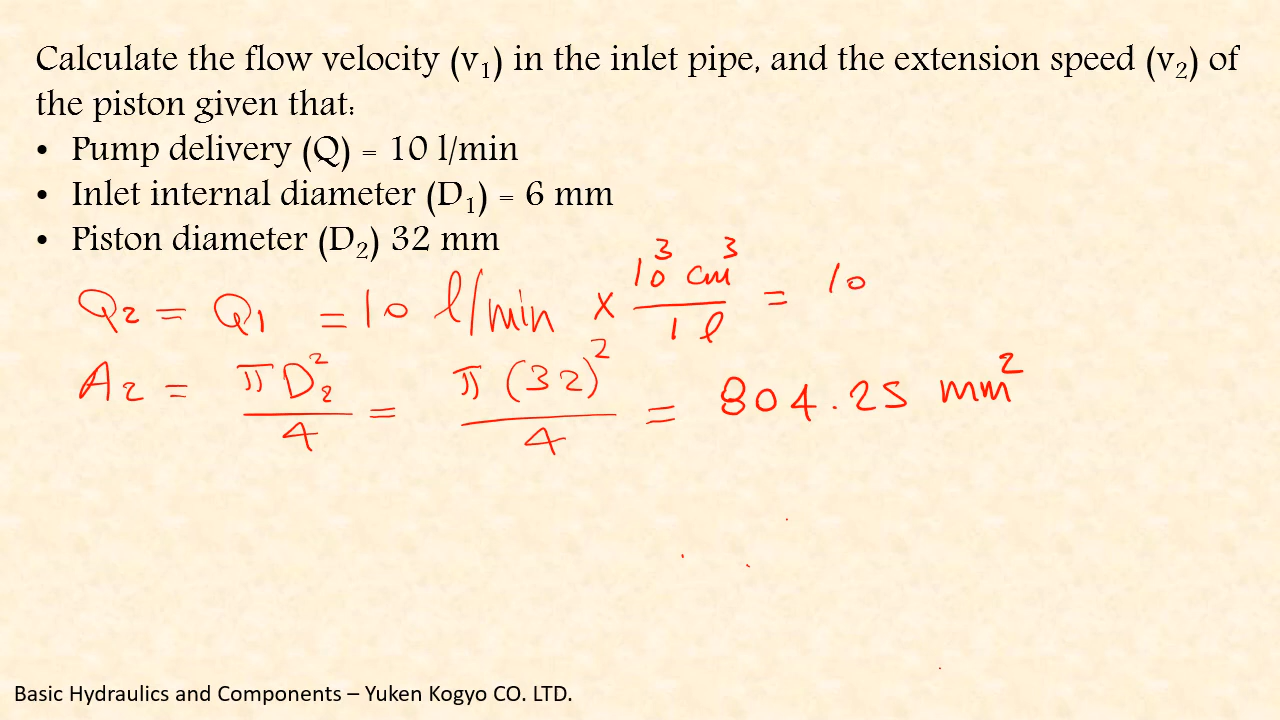 Calculate the flow velocity (v₁) in the inlet pipe, and the extension speed (v₂) of
the piston given that:
• Pump delivery (Q) = 10 l/min
• Inlet internal diameter (D₁) = 6 mm
• Piston diameter (D₂) 32 mm
Q₂ = Q₁ = 10 l/min × 10³ cm³ / 1 l = 10
A₂ = πD₂² / 4 = π (32)² / 4 = 804.25 mm²
Basic Hydraulics and Components – Yuken Kogyo CO. LTD.